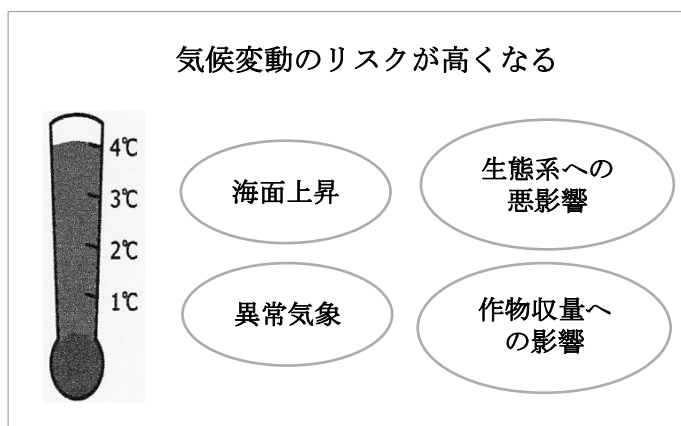 気候変動のリスクが高くなる
4℃
3℃
2℃
1℃
海面上昇
生態系への
悪影響
異常気象
作物収量へ
の影響